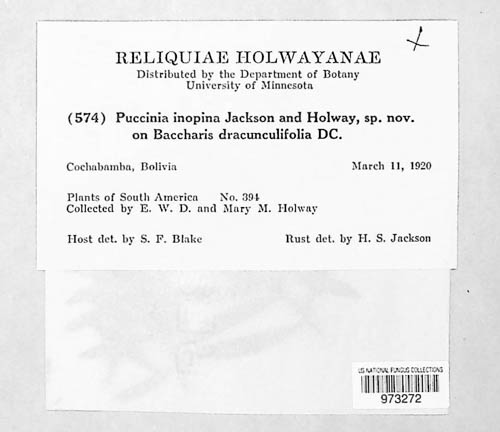 RELIQUIAE HOLWAYANAE
Distributed by the Department of Botany
University of Minnesota
(574) Puccinia inopina Jackson and Holway, sp. nov.
on Baccharis dracunculifolia DC.
Cochabamba, Bolivia March 11, 1920
Plants of South America No. 394
Collected by E. W. D. and Mary M. Holway
Host det. by S. F. Blake Rust det. by H. S. Jackson
US NATIONAL FUNGUS COLLECTIONS
973272